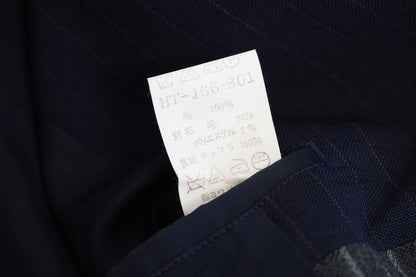 HT-J66-801
毛 100%
別布 毛 98%
ポリエステル 2%
裏地 キュプラ 100%